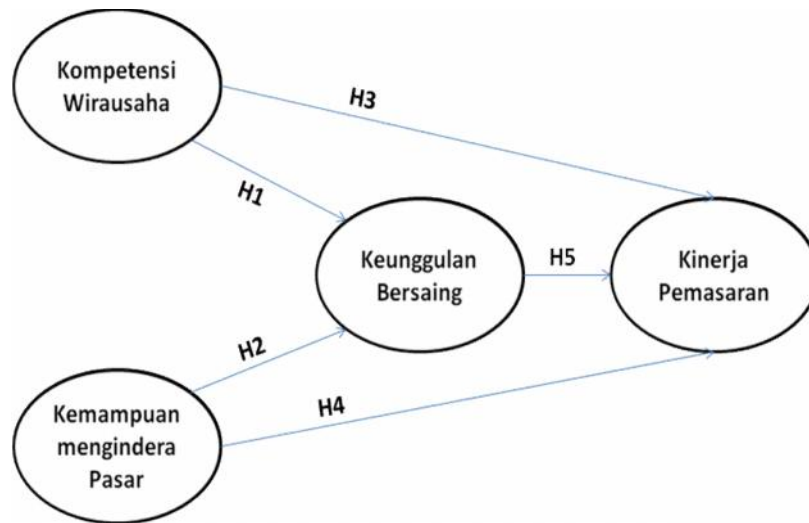 Kompetensi
Wirausaha
H3
H1
Keunggulan
Bersaing
H5
Kinerja
Pemasaran
H2
H4
Kemampuan
mengindera
Pasar